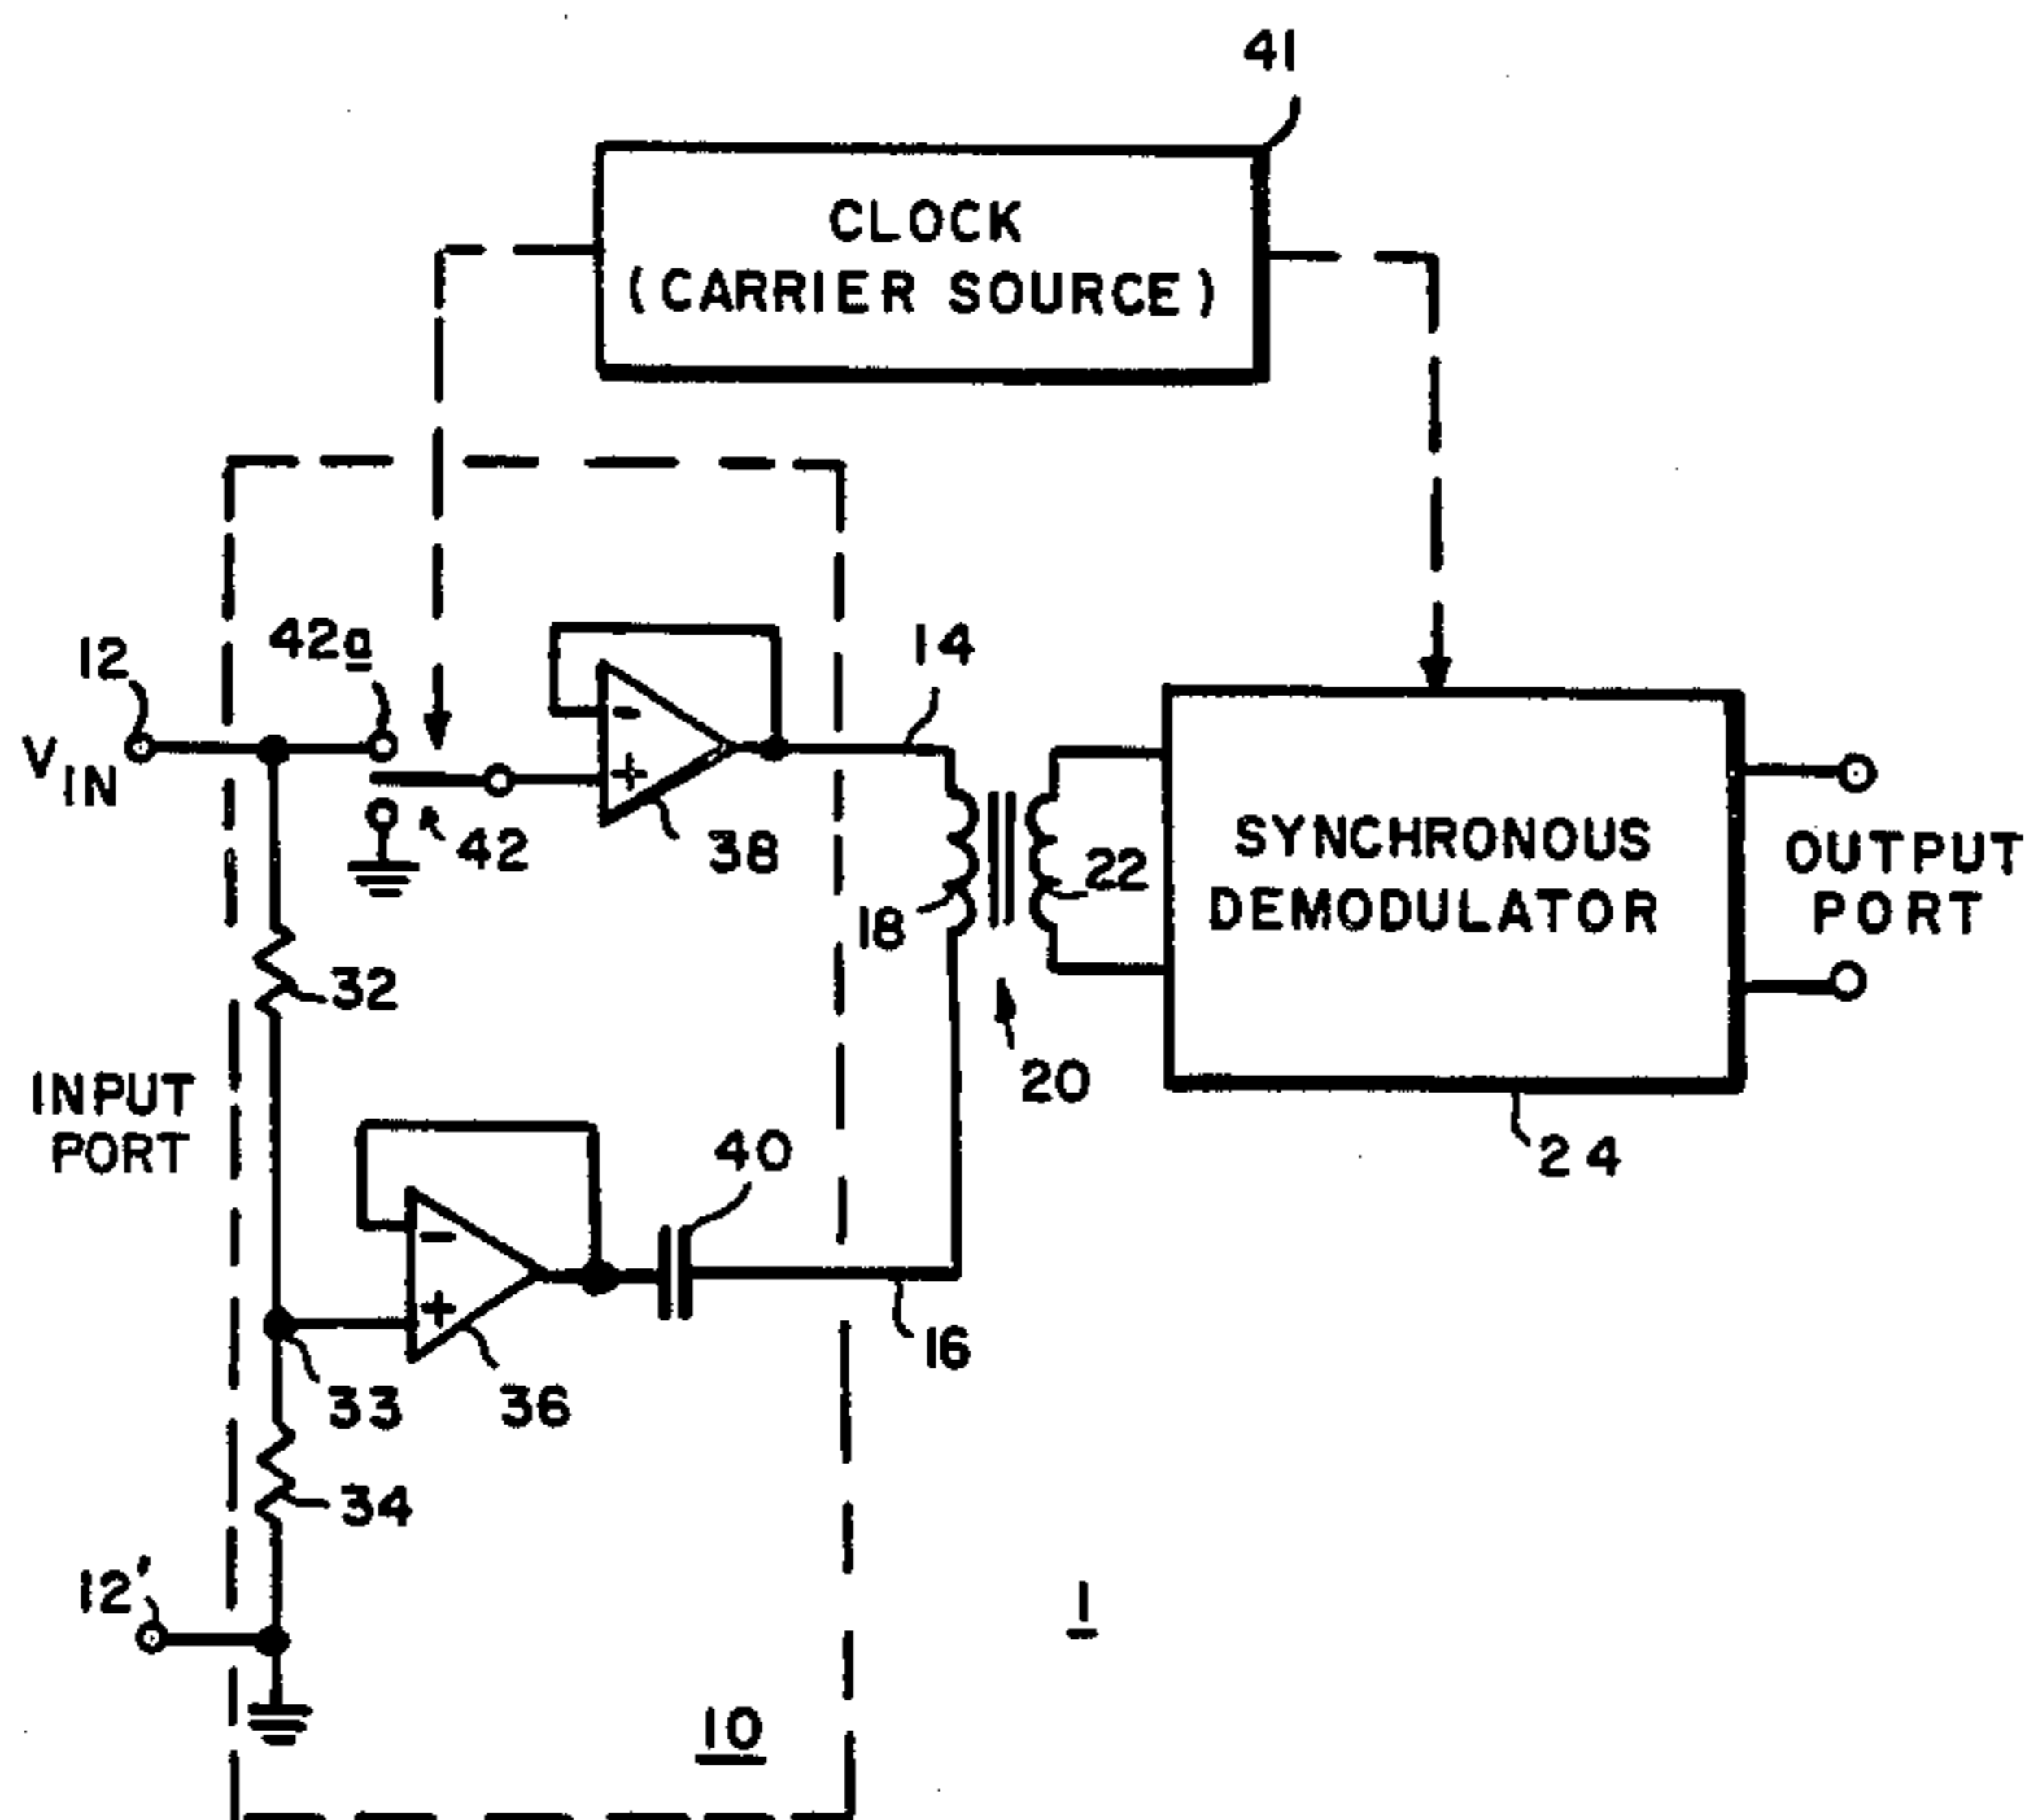 41
CLOCK
(CARRIER SOURCE)
12
42a
14
VIN
-
+
38
42
18
22
SYNCHRONOUS
DEMODULATOR
OUTPUT
PORT
32
20
24
INPUT
PORT
40
-
+
16
33
36
34
12'
1
10